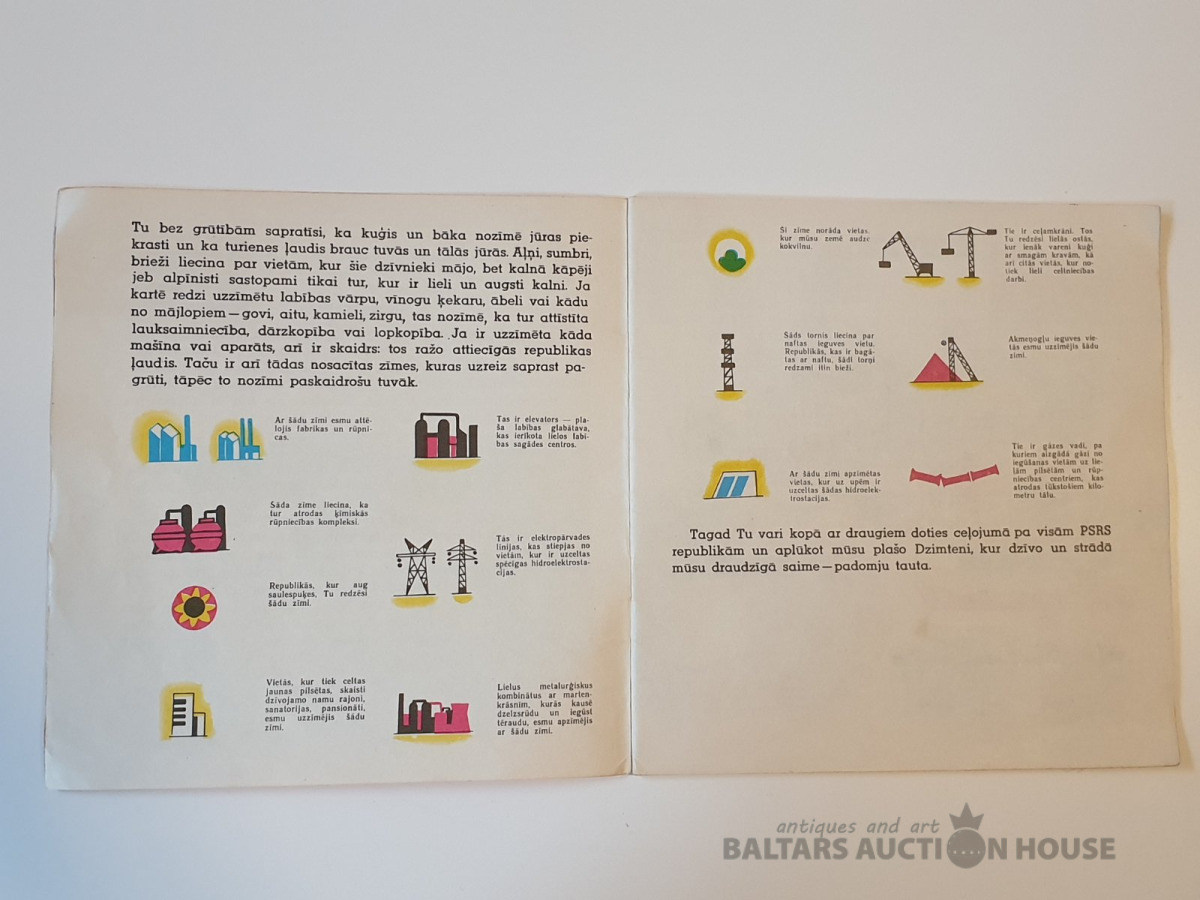 Tu bez grūtībām sapratīsi, ka kuģis un bāka nozīmē jūras pie-
krasti un ka turienes ļaudis brauc tuvās un tālās jūrās. Aļņi, sumbri,
brieži liecina par vietām, kur šie dzīvnieki mājo, bet kalnā kāpēji
jeb alpīnisti sastopami tikai tur, kur ir lieli un augsti kalni. Ja
kartē redzi uzzīmētu labības vārpu, vīnogu ķekaru, ābeli vai kādu
no mājlopiem — govi, aitu, kamieli, zirgu, tas nozīmē, ka tur attīstīta
lauksaimniecība, dārzkopība vai lopkopība. Ja ir uzzīmēta kāda
mašīna vai aparāts, arī ir skaidrs: tos ražo attiecīgās republikas
ļaudis. Taču ir arī tādas nosacītas zīmes, kuras uzreiz saprast pa-
grūti, tāpēc to nozīmi paskaidrošu tuvāk.
Ar šādu zīmi esmu attē-
lojis fabrikas un rūpnī-
cas.
Tas ir elevators — pla-
ša labības glabātava,
kas ierīkota lielos labī-
bas sagādes centros.
Šāda zīme liecina, ka
tur atrodas ķīmiskās
rūpniecības kompleksi.
Tās ir elektropārvades
līnijas, kas stiepjas no
vietām, kur ir uzceltas
spēcīgas hidroelektrosta-
cijas.
Republikās, kur aug
saulespuķes, Tu redzēsi
šādu zīmi.
Vietās, kur tiek celtas
jaunas pilsētas, skaisti
dzīvojamo namu rajoni,
sanatorijas, pansionāti,
esmu uzzīmējis šādu
zīmi.
Lielus metalurģiskus
kombinātus ar marten-
krāsnīm, kurās kausē
dzelzsrūdu un iegūst
tēraudu, esmu apzīmējis
ar šādu zīmi.
Šī zīme norāda vietas,
kur mūsu zemē audzē
kokvilnu.
Tie ir ceļamkrāni. Tos
Tu redzēsi lielās ostās,
kur ienāk vareni kuģi
ar smagām kravām, kā
arī citās vietās, kur no-
tiek lieli celtniecības
darbi.
Šāds tornis liecina par
naftas ieguves vietu.
Republikās, kas ir bagā-
tas ar naftu, šādi torņi
redzami itin bieži.
Akmeņogļu ieguves vie-
tās esmu uzzīmējis šādu
zīmi.
Ar šādu zīmi apzīmētas
vietas, kur uz upēm ir
uzceltas šādas hidroelek-
trostacijas.
Tie ir gāzes vadi, pa
kuriem aizgādā gāzi no
iegūšanas vietām uz lie-
lām pilsētām un rūp-
niecības centriem, kas
atrodas tūkstošiem kilo-
metru tālu.
Tagad Tu vari kopā ar draugiem doties ceļojumā pa visām PSRS
republikām un aplūkot mūsu plašo Dzimteni, kur dzīvo un strādā
mūsu draudzīgā saime — padomju tauta.
antiques and art
BALTARS AUCTION HOUSE